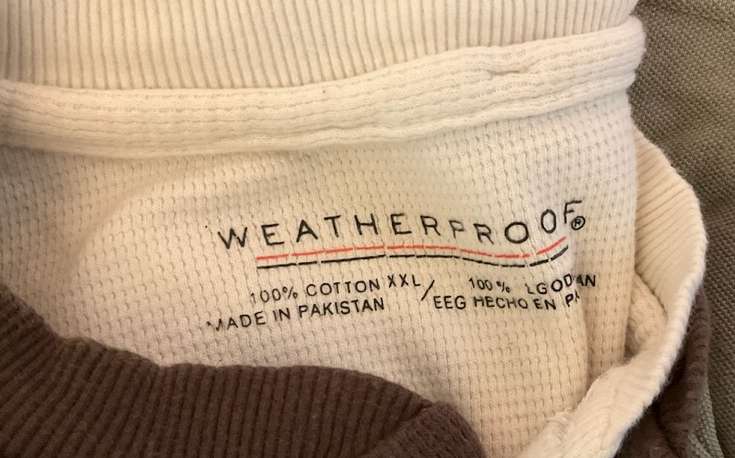 WEATHERPROOF®
100% COTTON XXL / 100%
MADE IN PAKISTAN EEG HECHO EN